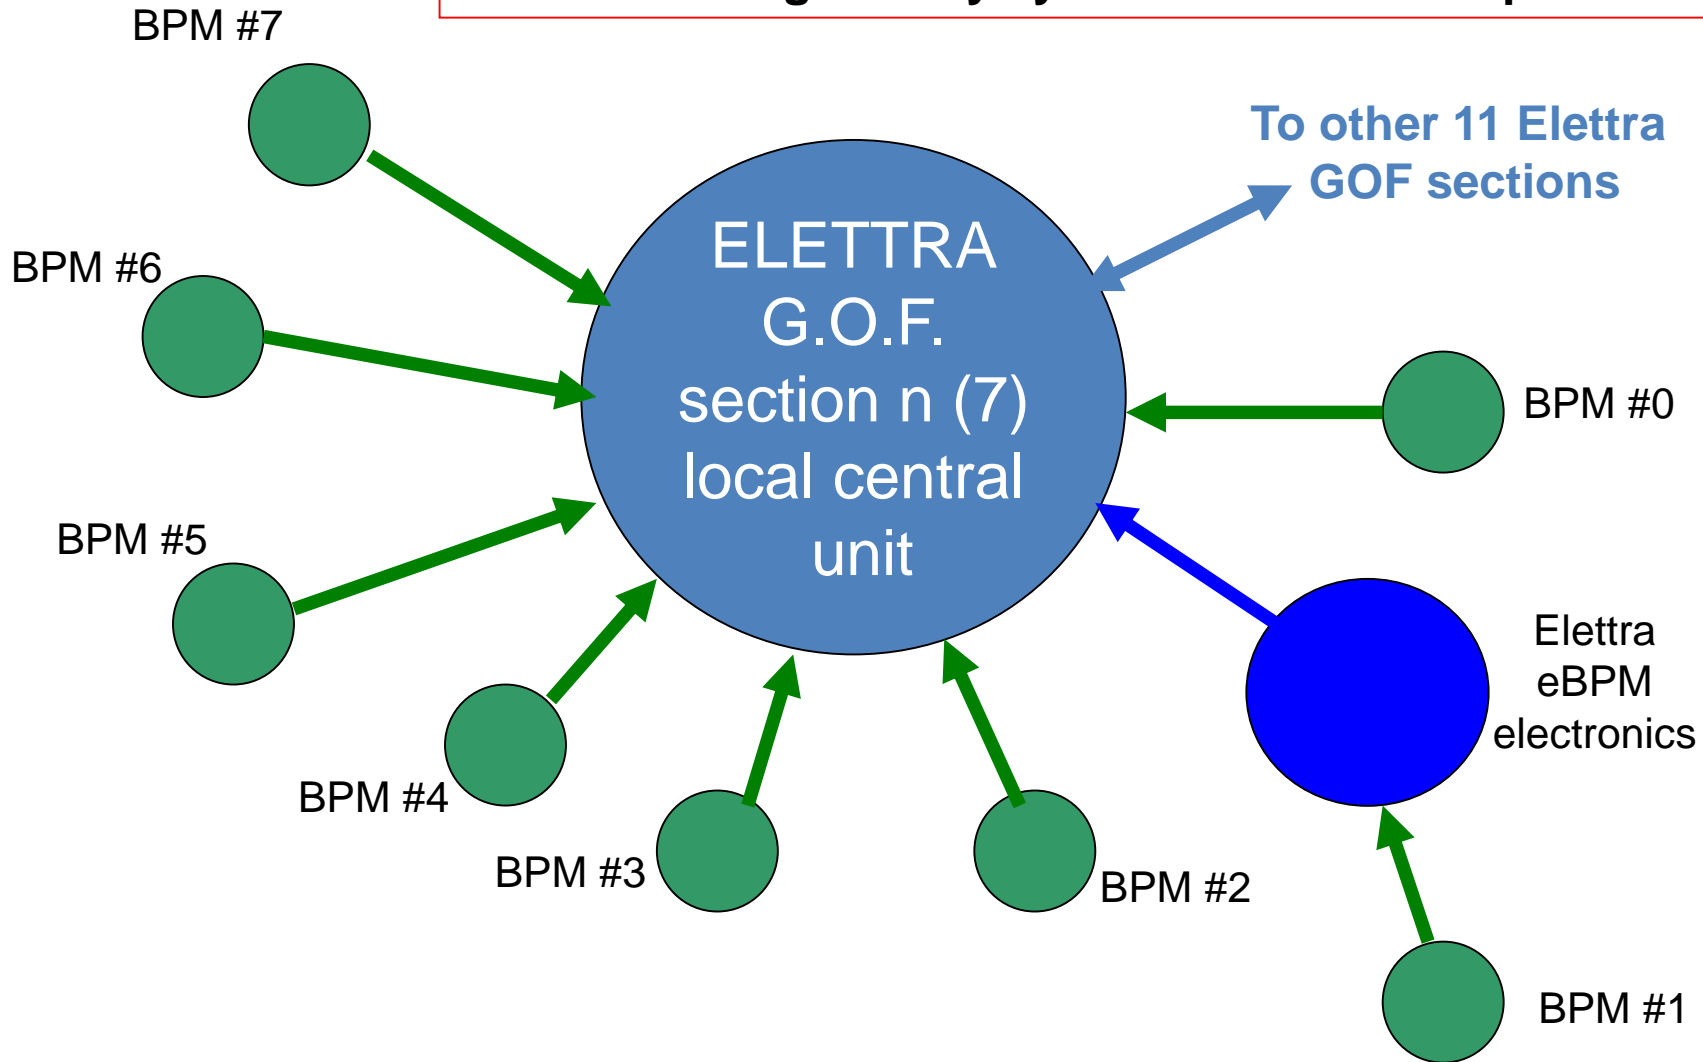 BPM #7
To other 11 Elettra
GOF sections
ELETTRA
G.O.F.
section n (7)
local central
unit
BPM #6
BPM #0
BPM #5
Elettra
eBPM
electronics
BPM #4
BPM #3
BPM #2
BPM #1